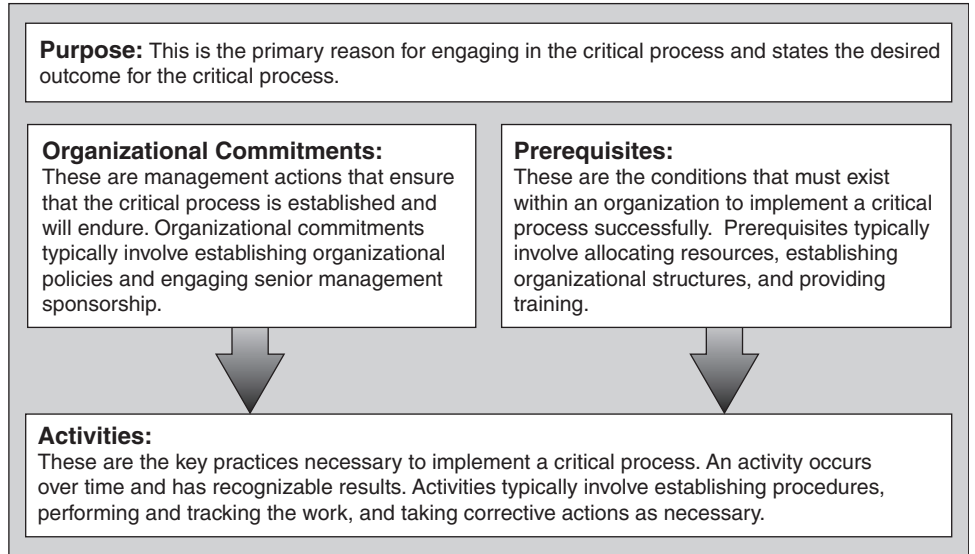 Purpose: This is the primary reason for engaging in the critical process and states the desired
outcome for the critical process.
Organizational Commitments:
These are management actions that ensure
that the critical process is established and
will endure. Organizational commitments
typically involve establishing organizational
policies and engaging senior management
sponsorship.
Prerequisites:
These are the conditions that must exist
within an organization to implement a critical
process successfully.  Prerequisites typically
involve allocating resources, establishing
organizational structures, and providing
training.
Activities:
These are the key practices necessary to implement a critical process. An activity occurs
over time and has recognizable results. Activities typically involve establishing procedures,
performing and tracking the work, and taking corrective actions as necessary.